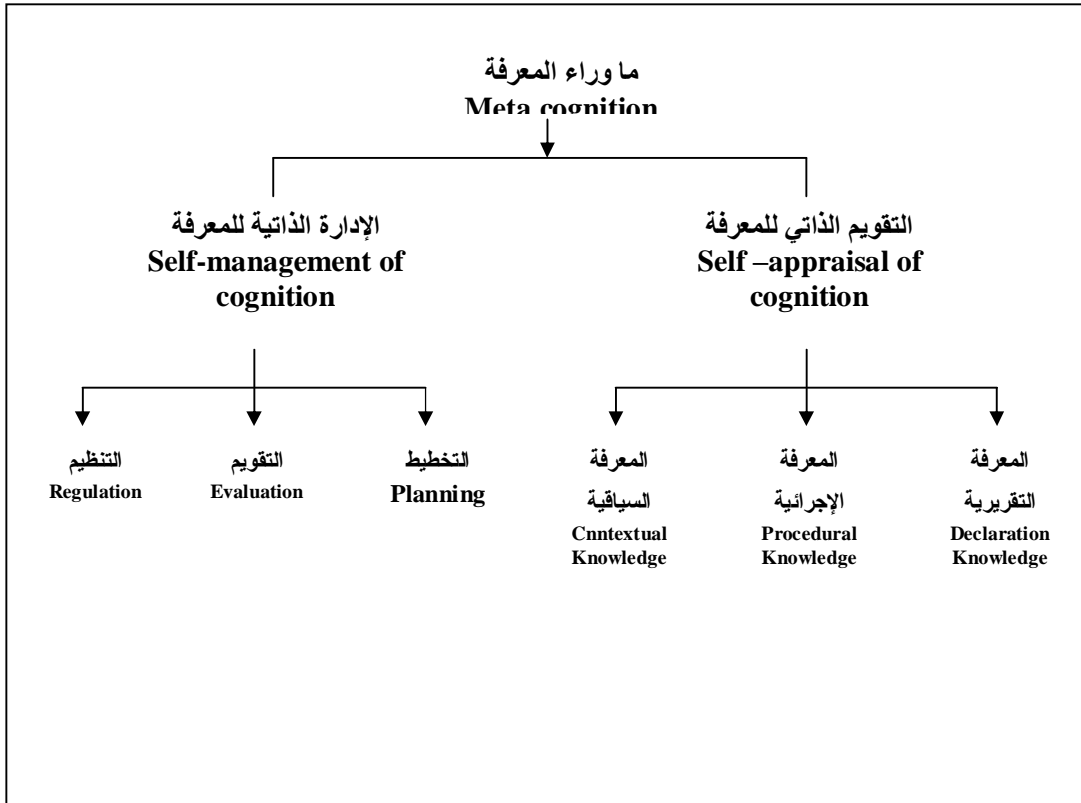 ما وراء المعرفة
Meta cognition
التقويم الذاتي للمعرفة
Self –appraisal of
cognition
الإدارة الذاتية للمعرفة
Self-management of
cognition
المعرفة
التقريرية
Declaration
Knowledge
المعرفة
الإجرائية
Procedural
Knowledge
المعرفة
السياقية
Cnntextual
Knowledge
التخطيط
Planning
التقويم
Evaluation
التنظيم
Regulation